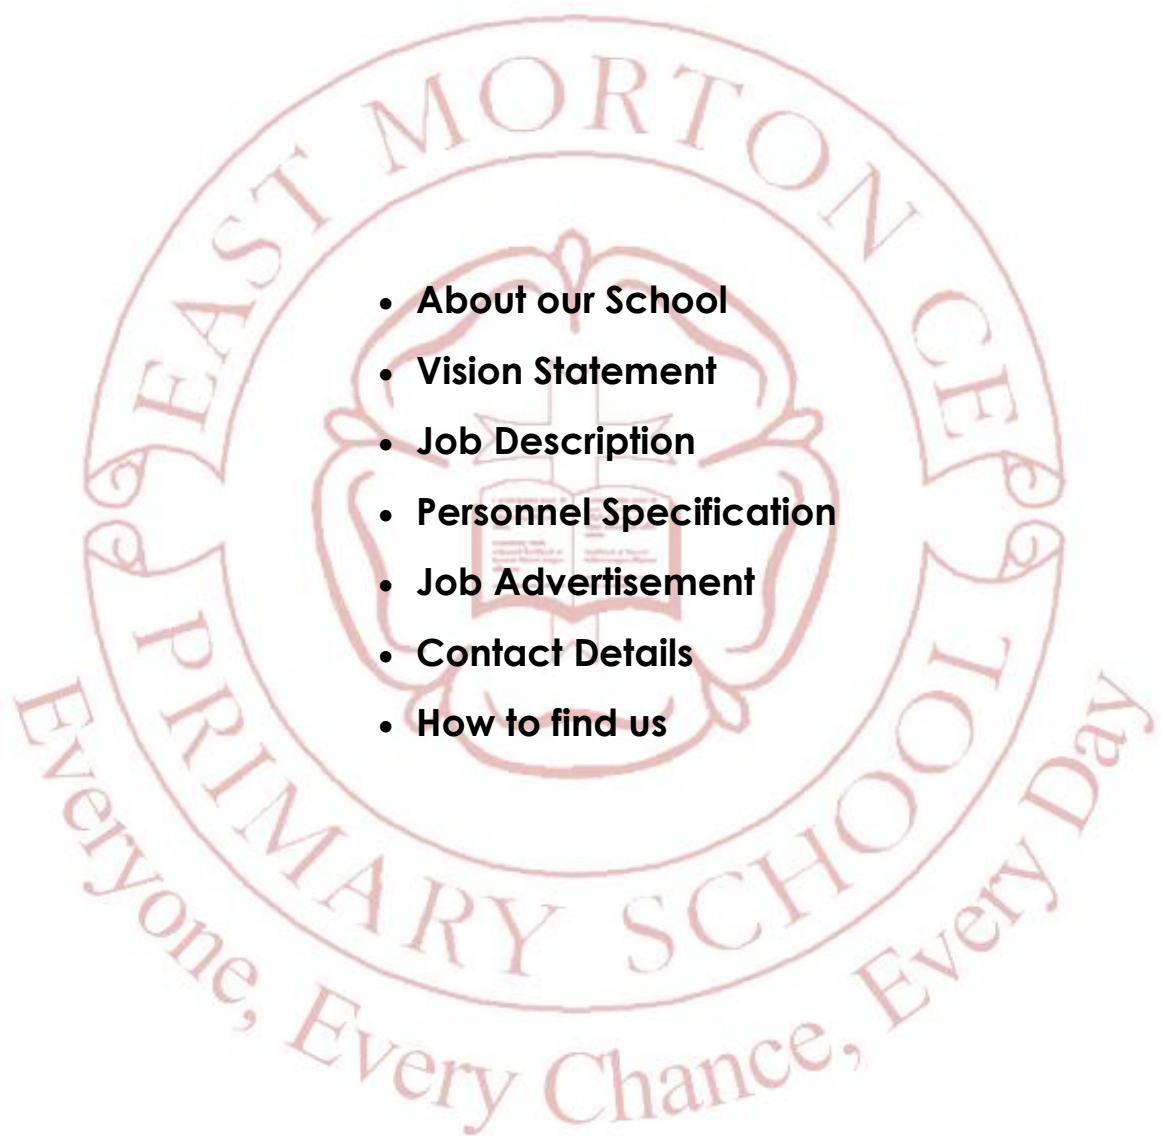 EAST MORTON CE
• About our School
• Vision Statement
• Job Description
• Personnel Specification
• Job Advertisement
• Contact Details
• How to find us
PRIMARY SCHOOL
Everyone, Every Chance, Every Day